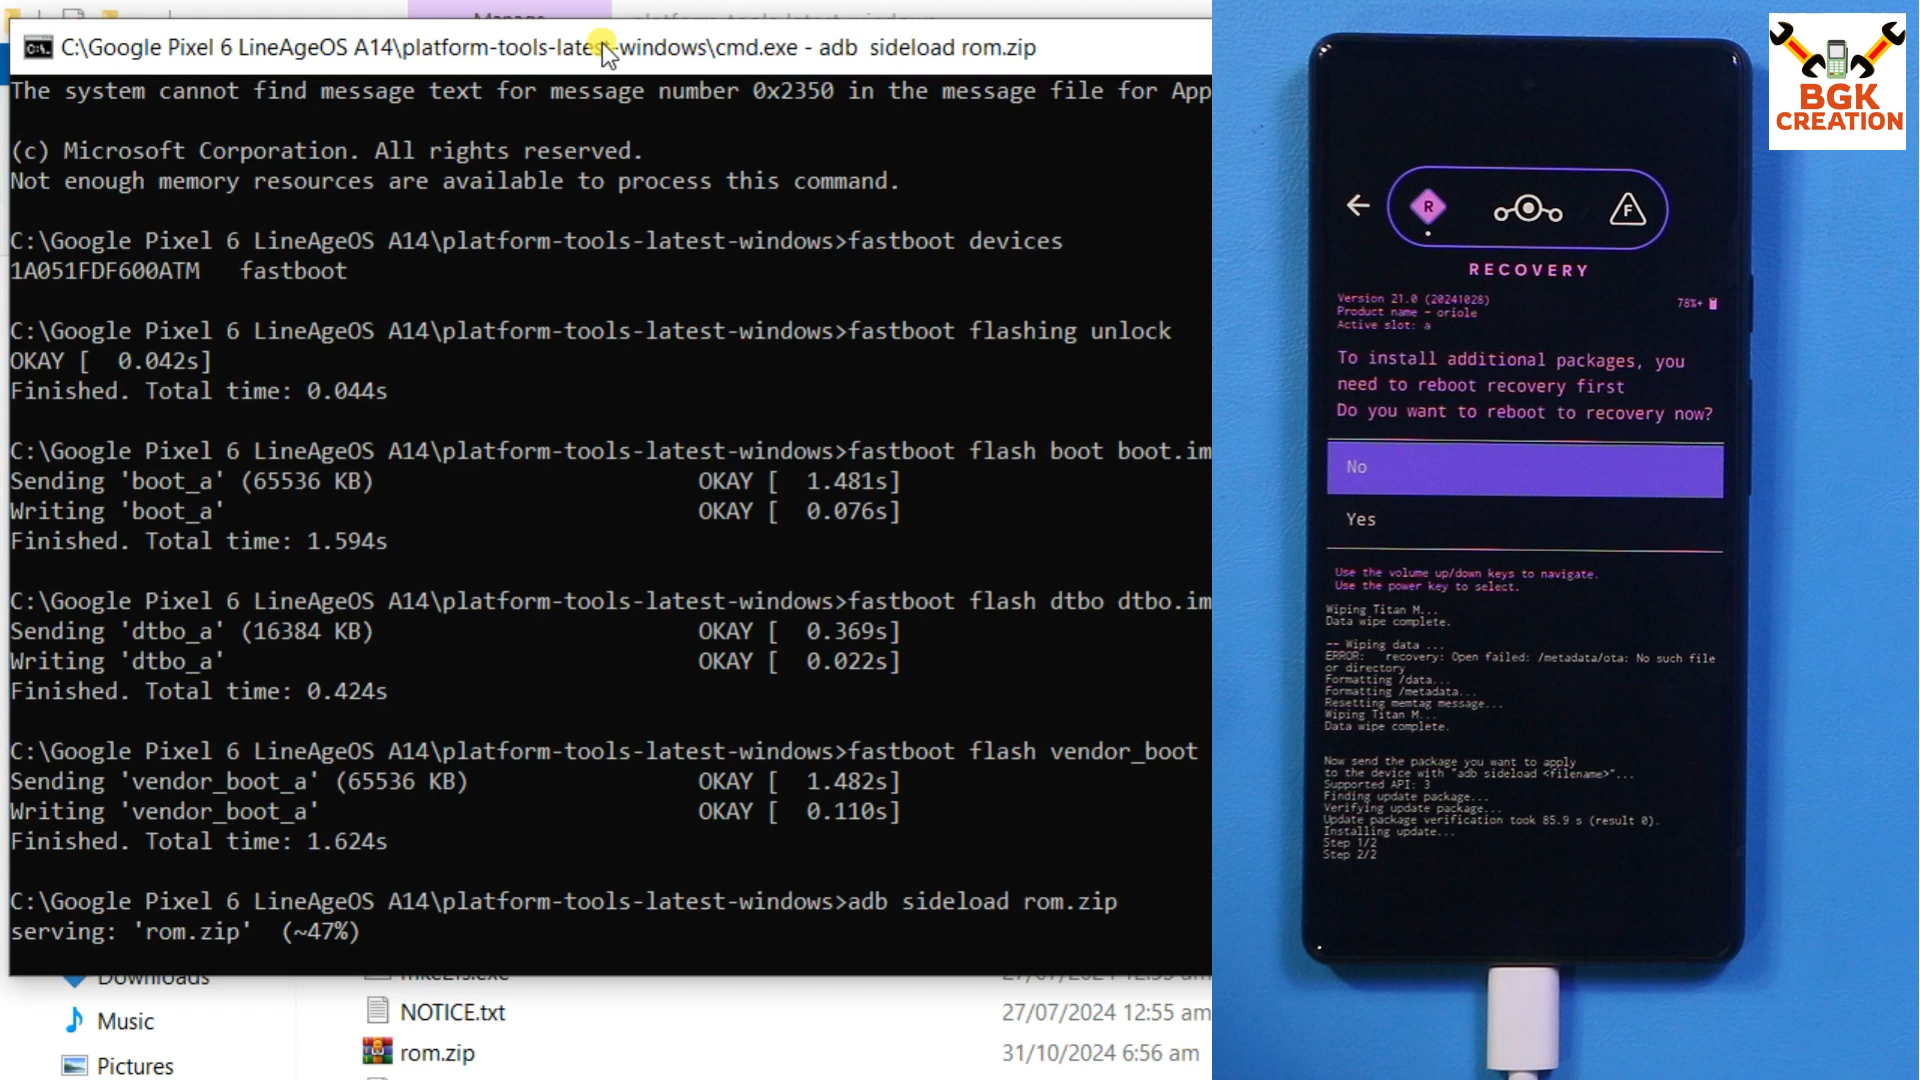 Manage
platform-tools-latest-windows
C:\Google Pixel 6 LineAgeOS A14\platform-tools-latest-windows\cmd.exe - adb  sideload rom.zip
The system cannot find message text for message number 0x2350 in the message file for App
(c) Microsoft Corporation. All rights reserved.
Not enough memory resources are available to process this command.
C:\Google Pixel 6 LineAgeOS A14\platform-tools-latest-windows>fastboot devices
1A051FDF600ATM   fastboot
C:\Google Pixel 6 LineAgeOS A14\platform-tools-latest-windows>fastboot flashing unlock
OKAY [  0.042s]
Finished. Total time: 0.044s
C:\Google Pixel 6 LineAgeOS A14\platform-tools-latest-windows>fastboot flash boot boot.im
Sending 'boot_a' (65536 KB)                        OKAY [  1.481s]
Writing 'boot_a'                                   OKAY [  0.076s]
Finished. Total time: 1.594s
C:\Google Pixel 6 LineAgeOS A14\platform-tools-latest-windows>fastboot flash dtbo dtbo.im
Sending 'dtbo_a' (16384 KB)                        OKAY [  0.369s]
Writing 'dtbo_a'                                   OKAY [  0.022s]
Finished. Total time: 0.424s
C:\Google Pixel 6 LineAgeOS A14\platform-tools-latest-windows>fastboot flash vendor_boot
Sending 'vendor_boot_a' (65536 KB)                 OKAY [  1.482s]
Writing 'vendor_boot_a'                            OKAY [  0.110s]
Finished. Total time: 1.624s
C:\Google Pixel 6 LineAgeOS A14\platform-tools-latest-windows>adb sideload rom.zip
serving: 'rom.zip'  (~47%)
Downloads
Music
Pictures
NOTICE.txt 27/07/2024 12:55 am
rom.zip 31/10/2024 6:56 am
BGK
CREATION
R
F
RECOVERY
Version 21.0 (20241028)
78%+
Product name - oriole
Active slot: a
To install additional packages, you
need to reboot recovery first
Do you want to reboot to recovery now?
No
Yes
Use the volume up/down keys to navigate.
Use the power key to select.
Wiping Titan M...
Data wipe complete.
-- Wiping data ...
ERROR:   recovery: Open failed: /metadata/ota: No such file
or directory
Formatting /data...
Formatting /metadata...
Resetting memtag message...
Wiping Titan M...
Data wipe complete.
Now send the package you want to apply
to the device with "adb sideload <filename>"...
Supported API: 3
Finding update package...
Verifying update package...
Update package verification took 85.9 s (result 0).
Installing update...
Step 1/2
Step 2/2